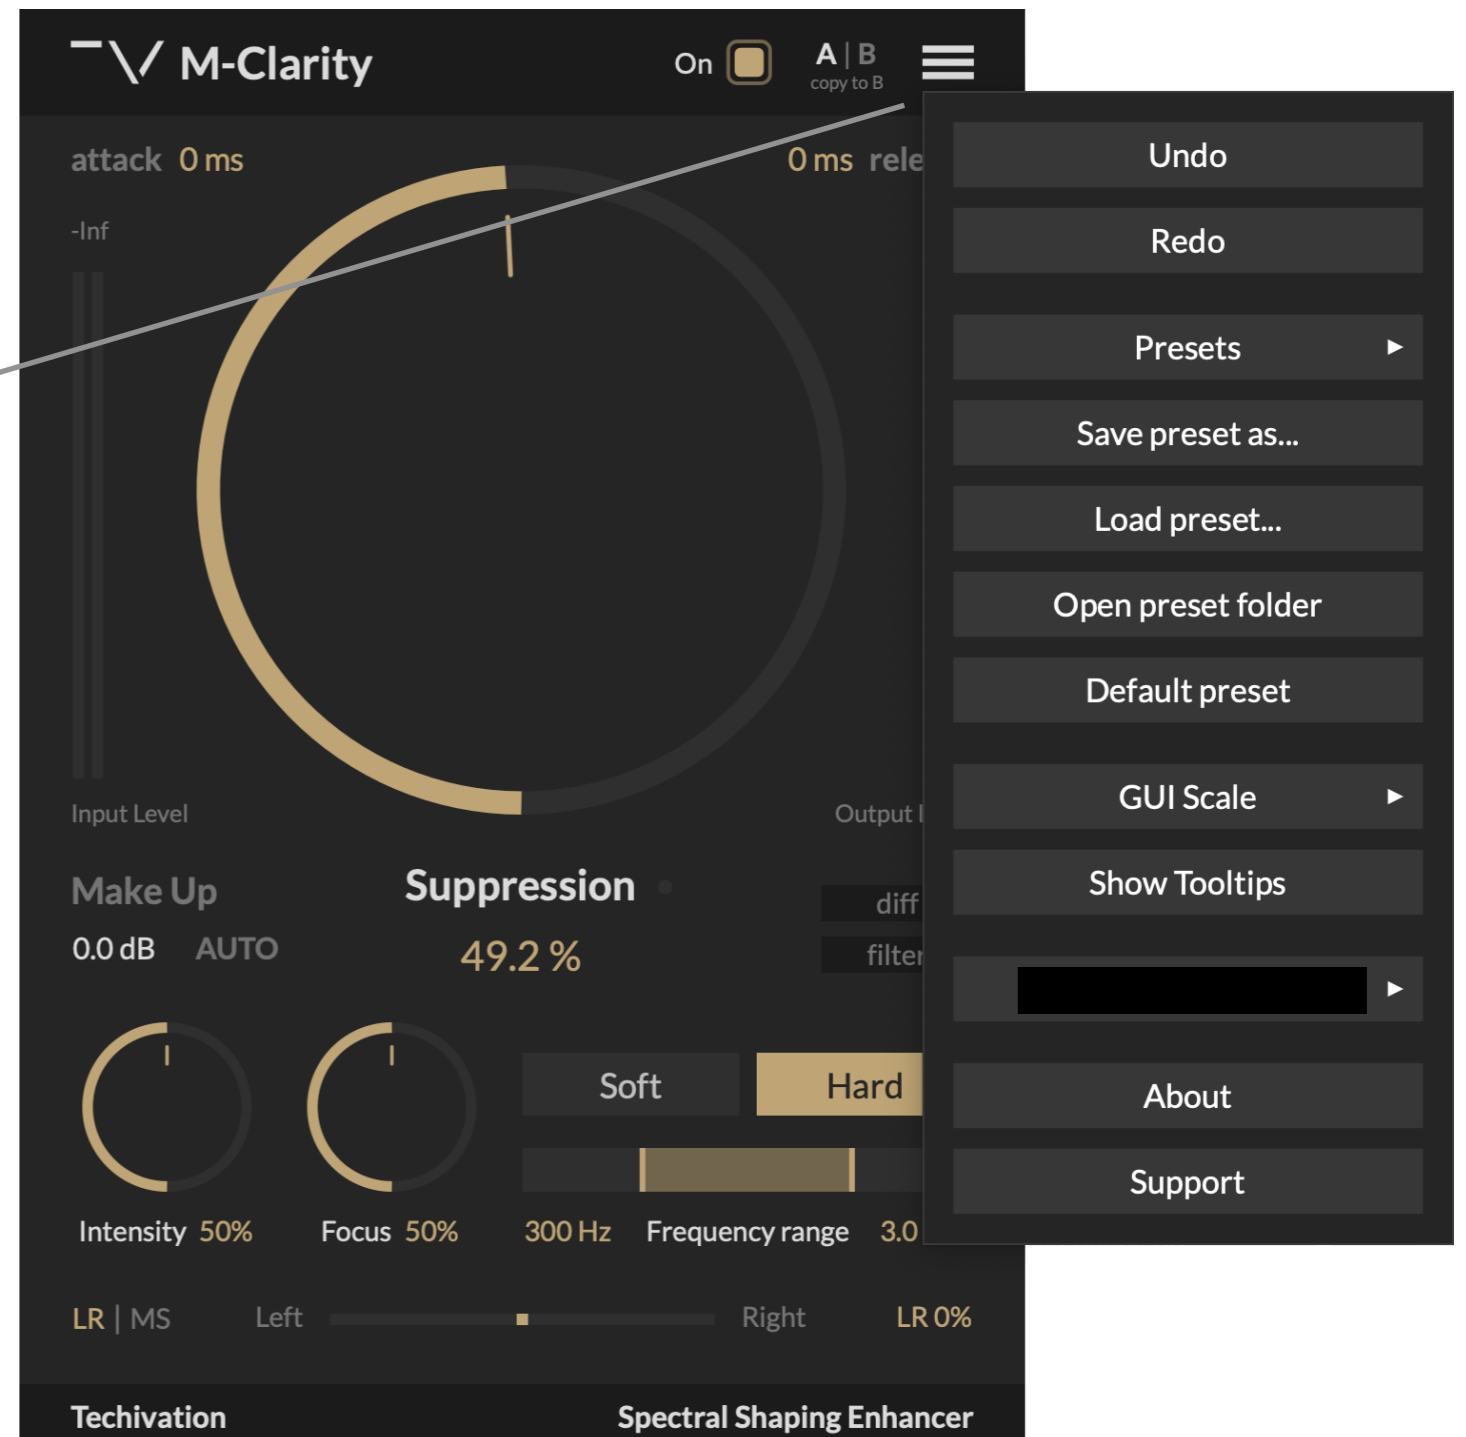 M-Clarity
On
A | B
copy to B
attack 0 ms
0 ms rele
-Inf
Input Level
Output
Make Up
0.0 dB AUTO
Suppression
49.2 %
diff
filter
Soft
Hard
Intensity 50%
Focus 50%
300 Hz Frequency range 3.0
LR | MS
Left
Right
LR 0%
Techivation
Spectral Shaping Enhancer
Undo
Redo
Presets
Save preset as...
Load preset...
Open preset folder
Default preset
GUI Scale
Show Tooltips
About
Support